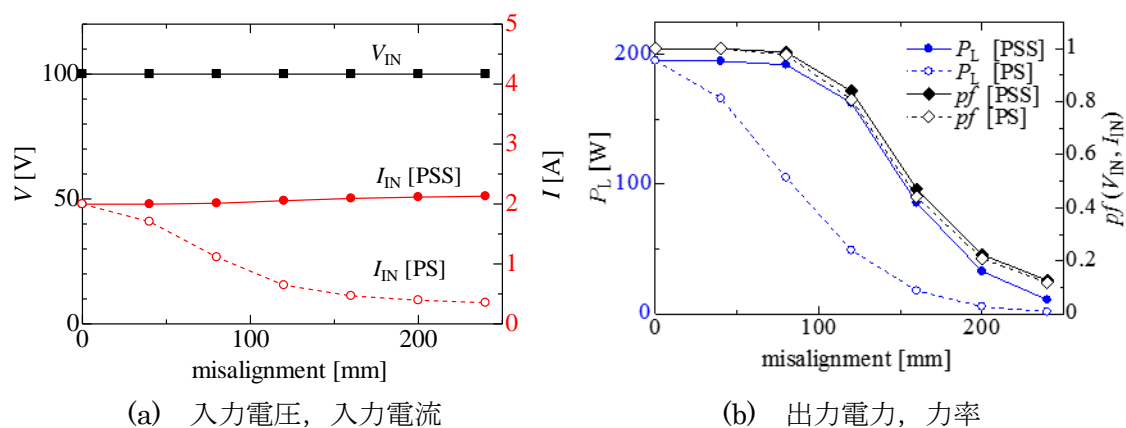 V_IN
I_IN [PSS]
I_IN [PS]
V [V]
100
50
0
5
4
3
2
1
0
I [A]
0 100 200
misalignment [mm]
(a) 入力電圧，入力電流
P_L [PSS]
P_L [PS]
pf [PSS]
pf [PS]
P_L [W]
200
100
0
1
0.8
0.6
0.4
0.2
0
pf (V_IN, I_IN)
0 100 200
misalignment [mm]
(b) 出力電力，力率